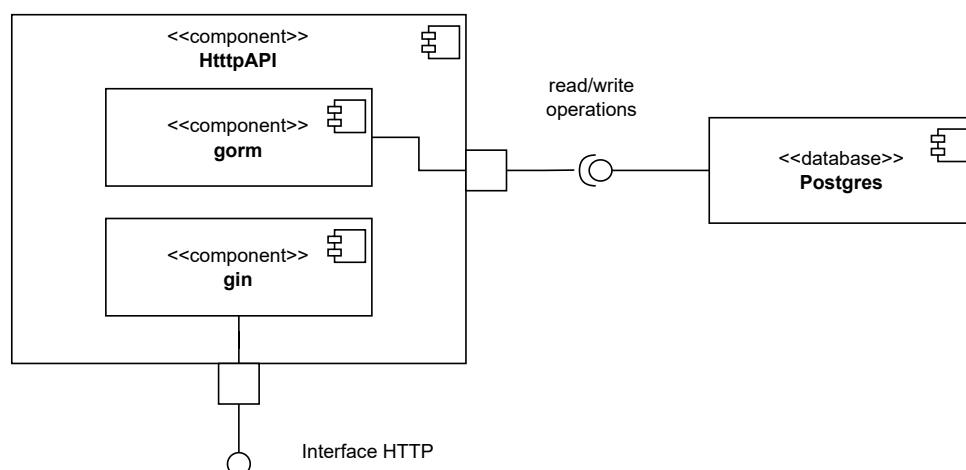 <<component>>
HtttpAPI
<<component>>
gorm
<<component>>
gin
read/write
operations
<<database>>
Postgres
Interface HTTP